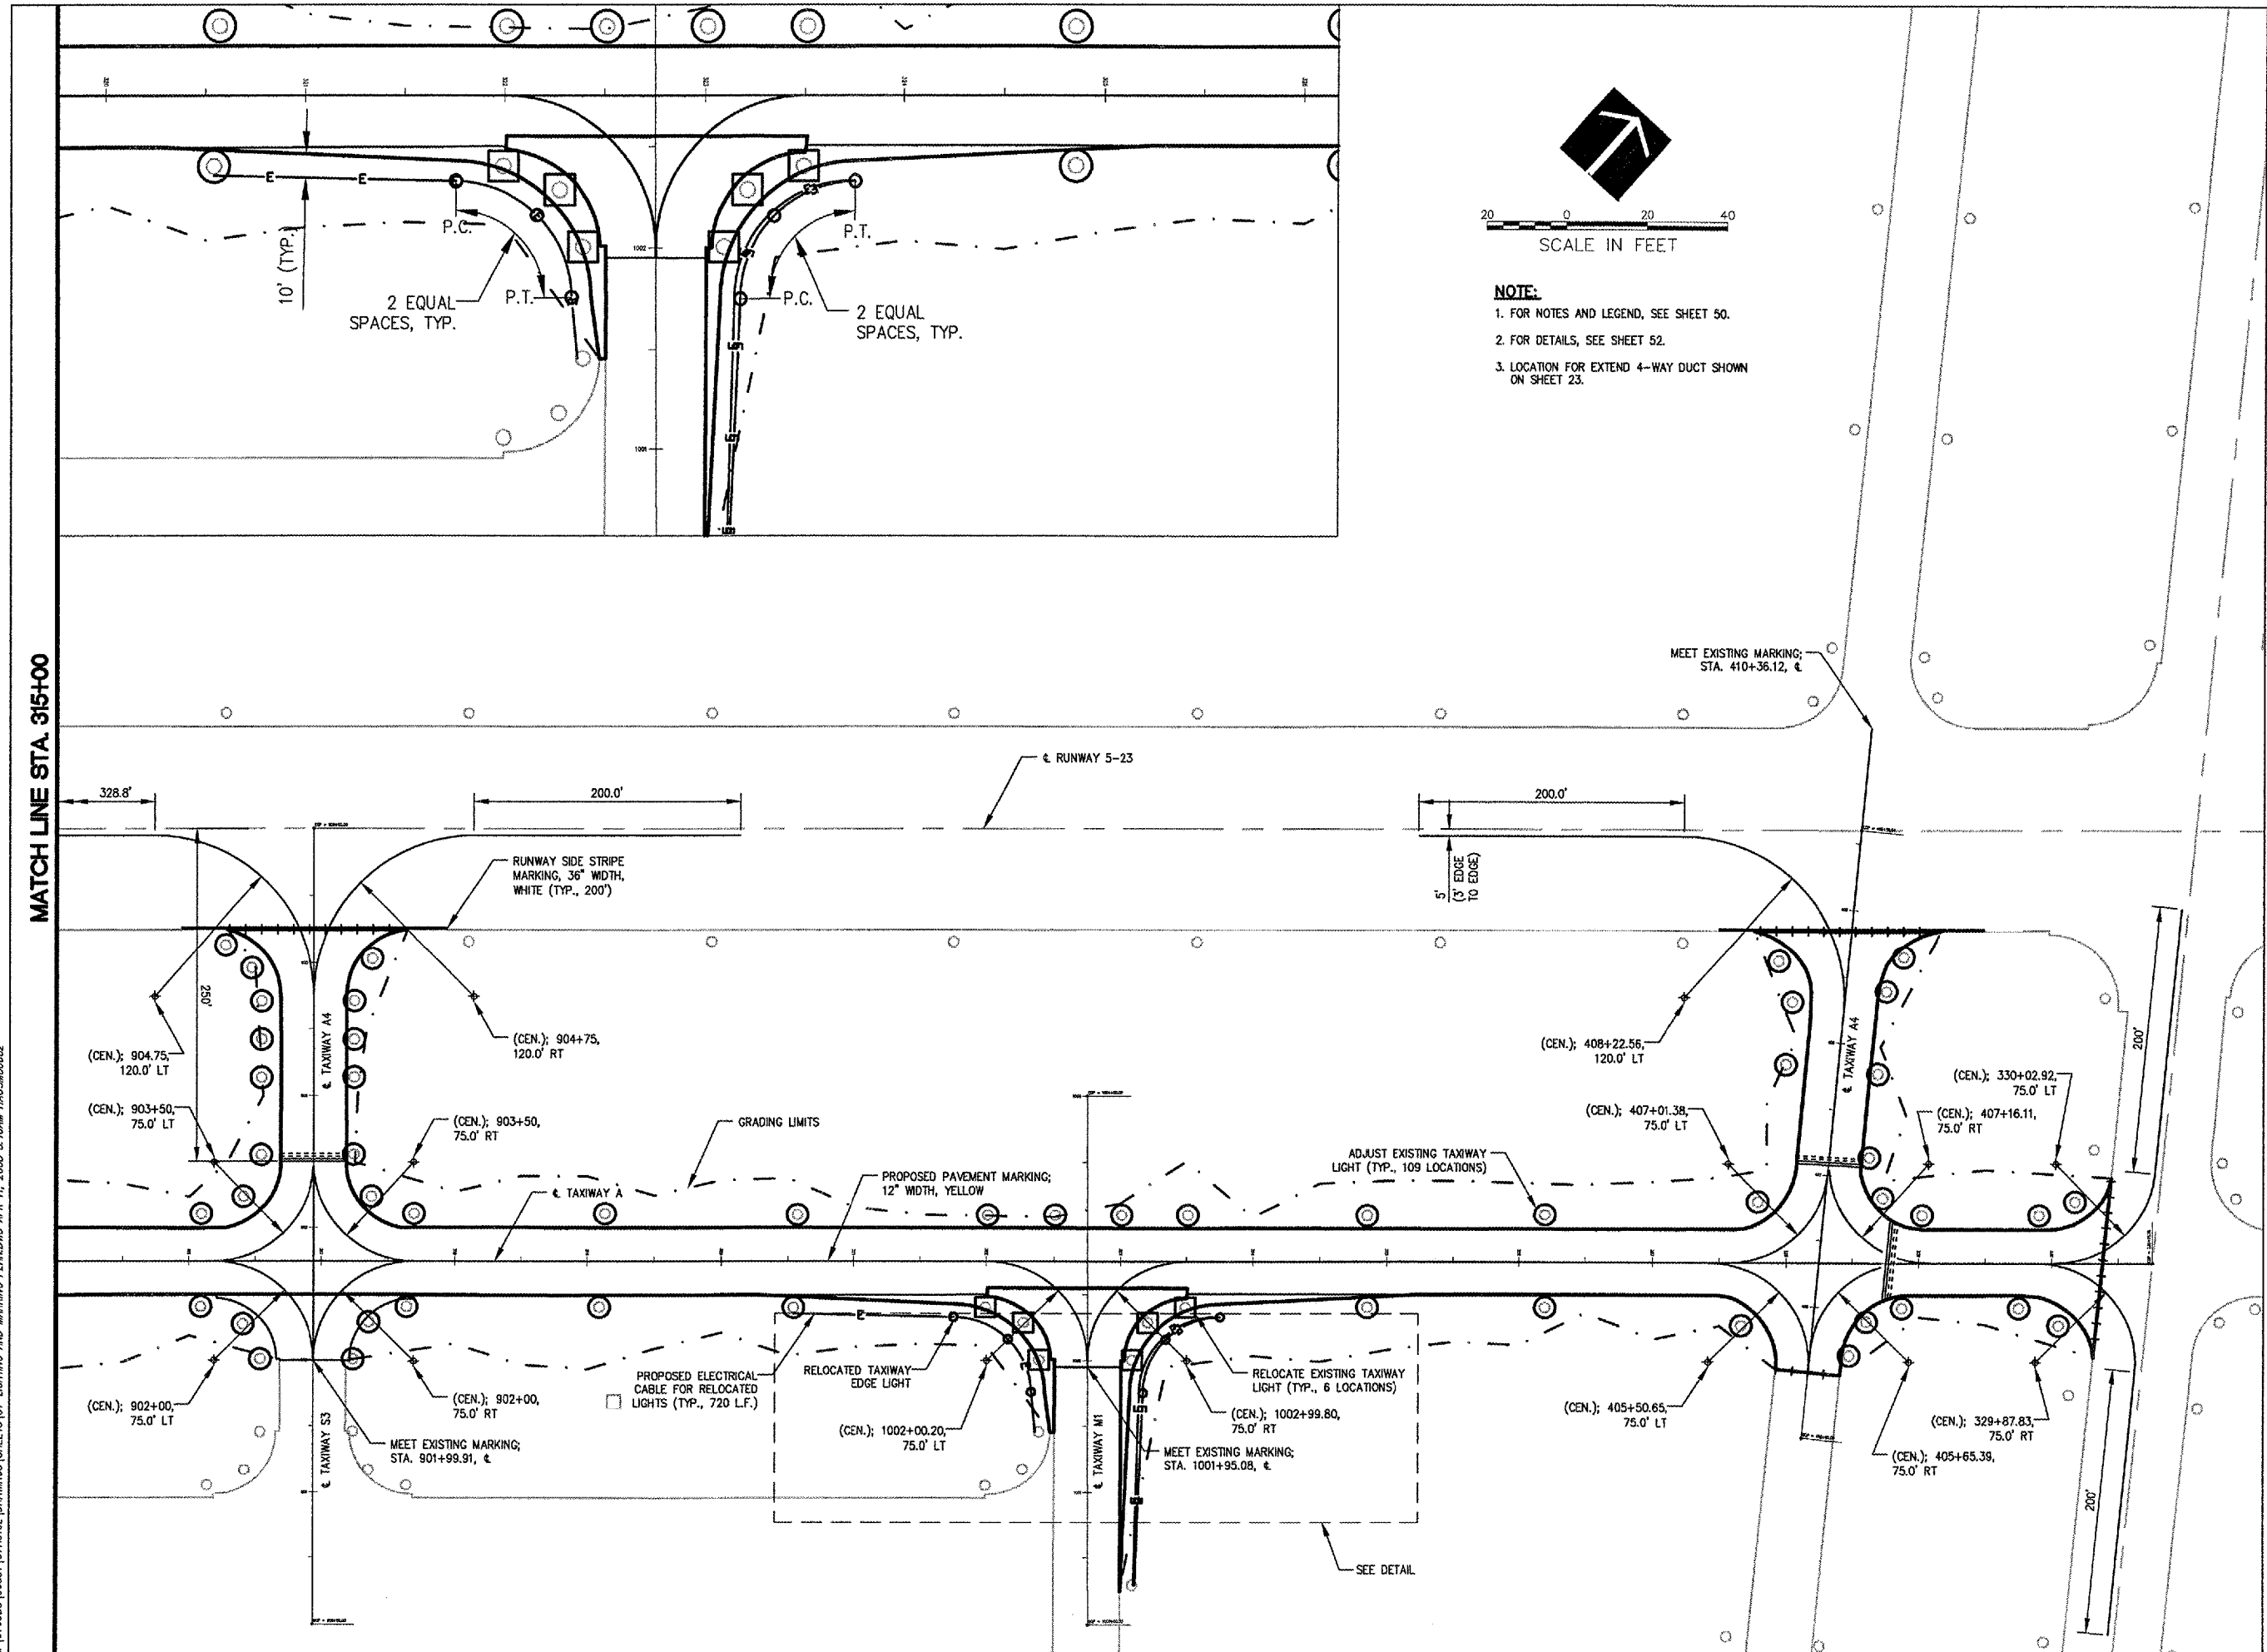 10' (TYP.)
P.C.
P.T.
2 EQUAL
SPACES, TYP.
P.T.
P.C.
2 EQUAL
SPACES, TYP.
E
E
1002
1001
20 0 20 40
SCALE IN FEET
NOTE:
1. FOR NOTES AND LEGEND, SEE SHEET 50.
2. FOR DETAILS, SEE SHEET 52.
3. LOCATION FOR EXTEND 4-WAY DUCT SHOWN
ON SHEET 23.
MATCH LINE STA. 315+00
MEET EXISTING MARKING;
STA. 410+36.12, ℄
℄ RUNWAY 5-23
328.8'
200.0'
200.0'
RUNWAY SIDE STRIPE
MARKING, 36" WIDTH,
WHITE (TYP., 200')
5'
(3' EDGE
TO EDGE)
250'
℄ TAXIWAY A4
(CEN.); 904.75,
120.0' LT
(CEN.); 904+75,
120.0' RT
(CEN.); 903+50,
75.0' LT
(CEN.); 903+50,
75.0' RT
GRADING LIMITS
℄ TAXIWAY A
PROPOSED PAVEMENT MARKING;
12" WIDTH, YELLOW
ADJUST EXISTING TAXIWAY
LIGHT (TYP., 109 LOCATIONS)
(CEN.); 408+22.56,
120.0' LT
℄ TAXIWAY A4
(CEN.); 407+01.38,
75.0' LT
(CEN.); 330+02.92,
75.0' LT
(CEN.); 407+16.11,
75.0' RT
200'
PROPOSED ELECTRICAL
CABLE FOR RELOCATED
LIGHTS (TYP., 720 L.F.)
RELOCATED TAXIWAY
EDGE LIGHT
RELOCATE EXISTING TAXIWAY
LIGHT (TYP., 6 LOCATIONS)
(CEN.); 902+00,
75.0' LT
(CEN.); 902+00,
75.0' RT
(CEN.); 1002+00.20,
75.0' LT
(CEN.); 1002+99.80,
75.0' RT
MEET EXISTING MARKING;
STA. 901+99.91, ℄
℄ TAXIWAY S3
℄ TAXIWAY M1
MEET EXISTING MARKING;
STA. 1001+95.08, ℄
(CEN.); 405+50.65,
75.0' LT
(CEN.); 329+87.83,
75.0' RT
(CEN.); 405+65.39,
75.0' RT
200'
SEE DETAIL